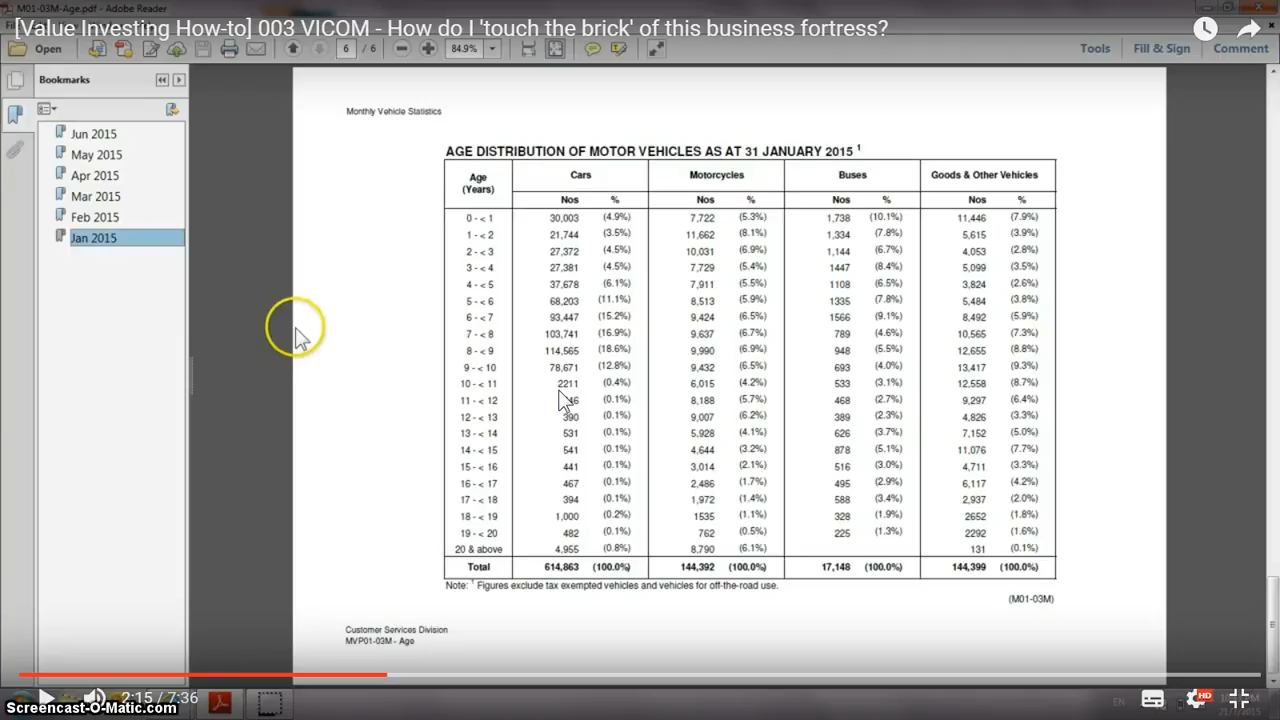 M01-03M-Age.pdf - Adobe Reader
[Value Investing How-to] 003 VICOM - How do I 'touch the brick' of this business fortress?
Open 6 / 6 84.9% Tools Fill & Sign Comment
Bookmarks
Jun 2015
May 2015
Apr 2015
Mar 2015
Feb 2015
Jan 2015
Monthly Vehicle Statistics
AGE DISTRIBUTION OF MOTOR VEHICLES AS AT 31 JANUARY 2015 1
Age (Years) Cars Motorcycles Buses Goods & Other Vehicles
Nos % Nos % Nos % Nos %
0 - < 1 30,003 (4.9%) 7,722 (5.3%) 1,738 (10.1%) 11,446 (7.9%)
1 - < 2 21,744 (3.5%) 11,662 (8.1%) 1,334 (7.8%) 5,615 (3.9%)
2 - < 3 27,372 (4.5%) 10,031 (6.9%) 1,144 (6.7%) 4,053 (2.8%)
3 - < 4 27,381 (4.5%) 7,729 (5.4%) 1447 (8.4%) 5,099 (3.5%)
4 - < 5 37,678 (6.1%) 7,911 (5.5%) 1108 (6.5%) 3,824 (2.6%)
5 - < 6 68,203 (11.1%) 8,513 (5.9%) 1335 (7.8%) 5,484 (3.8%)
6 - < 7 93,447 (15.2%) 9,424 (6.5%) 1566 (9.1%) 8,492 (5.9%)
7 - < 8 103,741 (16.9%) 9,637 (6.7%) 789 (4.6%) 10,565 (7.3%)
8 - < 9 114,565 (18.6%) 9,990 (6.9%) 948 (5.5%) 12,655 (8.8%)
9 - < 10 78,671 (12.8%) 9,432 (6.5%) 693 (4.0%) 13,417 (9.3%)
10 - < 11 2211 (0.4%) 6,015 (4.2%) 533 (3.1%) 12,558 (8.7%)
11 - < 12 (0.1%) 8,188 (5.7%) 468 (2.7%) 9,297 (6.4%)
12 - < 13 390 (0.1%) 9,007 (6.2%) 389 (2.3%) 4,826 (3.3%)
13 - < 14 531 (0.1%) 5,928 (4.1%) 626 (3.7%) 7,152 (5.0%)
14 - < 15 541 (0.1%) 4,644 (3.2%) 878 (5.1%) 11,076 (7.7%)
15 - < 16 441 (0.1%) 3,014 (2.1%) 516 (3.0%) 4,711 (3.3%)
16 - < 17 467 (0.1%) 2,486 (1.7%) 495 (2.9%) 6,117 (4.2%)
17 - < 18 394 (0.1%) 1,972 (1.4%) 588 (3.4%) 2,937 (2.0%)
18 - < 19 1,000 (0.2%) 1535 (1.1%) 328 (1.9%) 2652 (1.8%)
19 - < 20 482 (0.1%) 762 (0.5%) 225 (1.3%) 2292 (1.6%)
20 & above 4,955 (0.8%) 8,790 (6.1%) 131 (0.1%)
Total 614,863 (100.0%) 144,392 (100.0%) 17,148 (100.0%) 144,399 (100.0%)
Note: 1 Figures exclude tax exempted vehicles and vehicles for off-the-road use.
(M01-03M)
Customer Services Division
MVP01-03M - Age
2:15 / 7:36 HD EN
Screencast-O-Matic.com